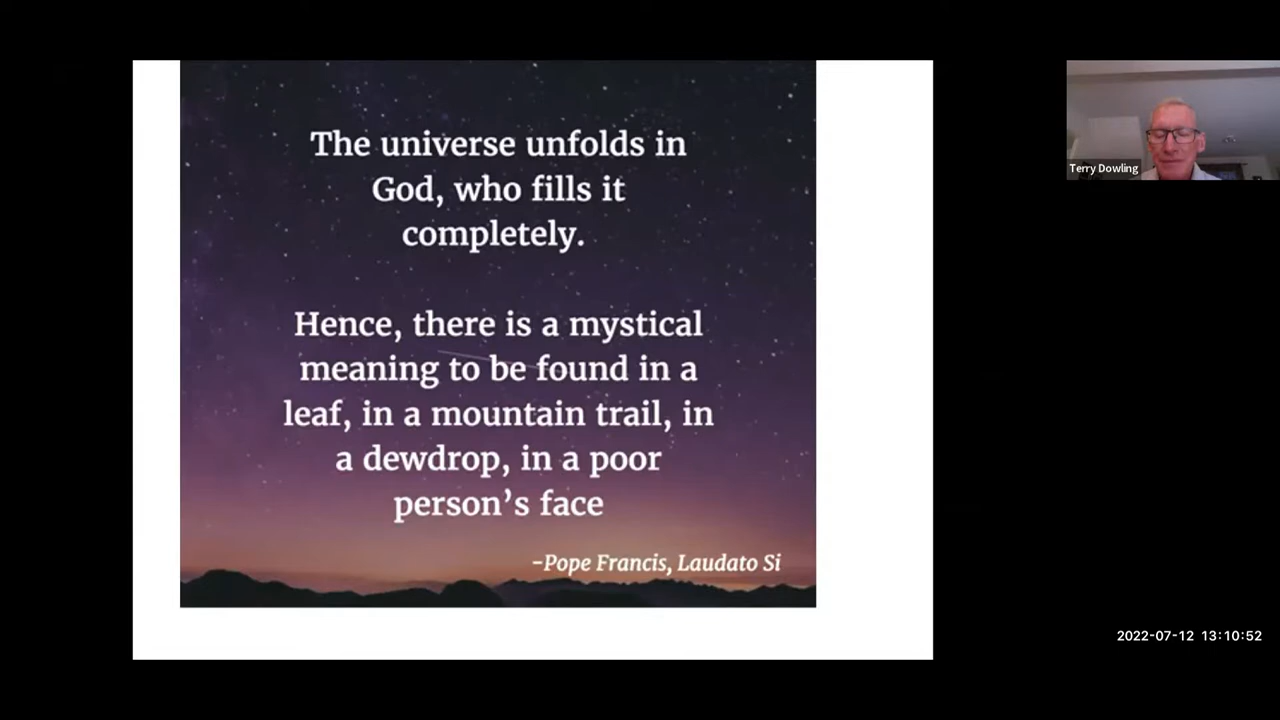 The universe unfolds in
God, who fills it
completely.
Hence, there is a mystical
meaning to be found in a
leaf, in a mountain trail, in
a dewdrop, in a poor
person’s face
-Pope Francis, Laudato Si
Terry Dowling
2022-07-12 13:10:52